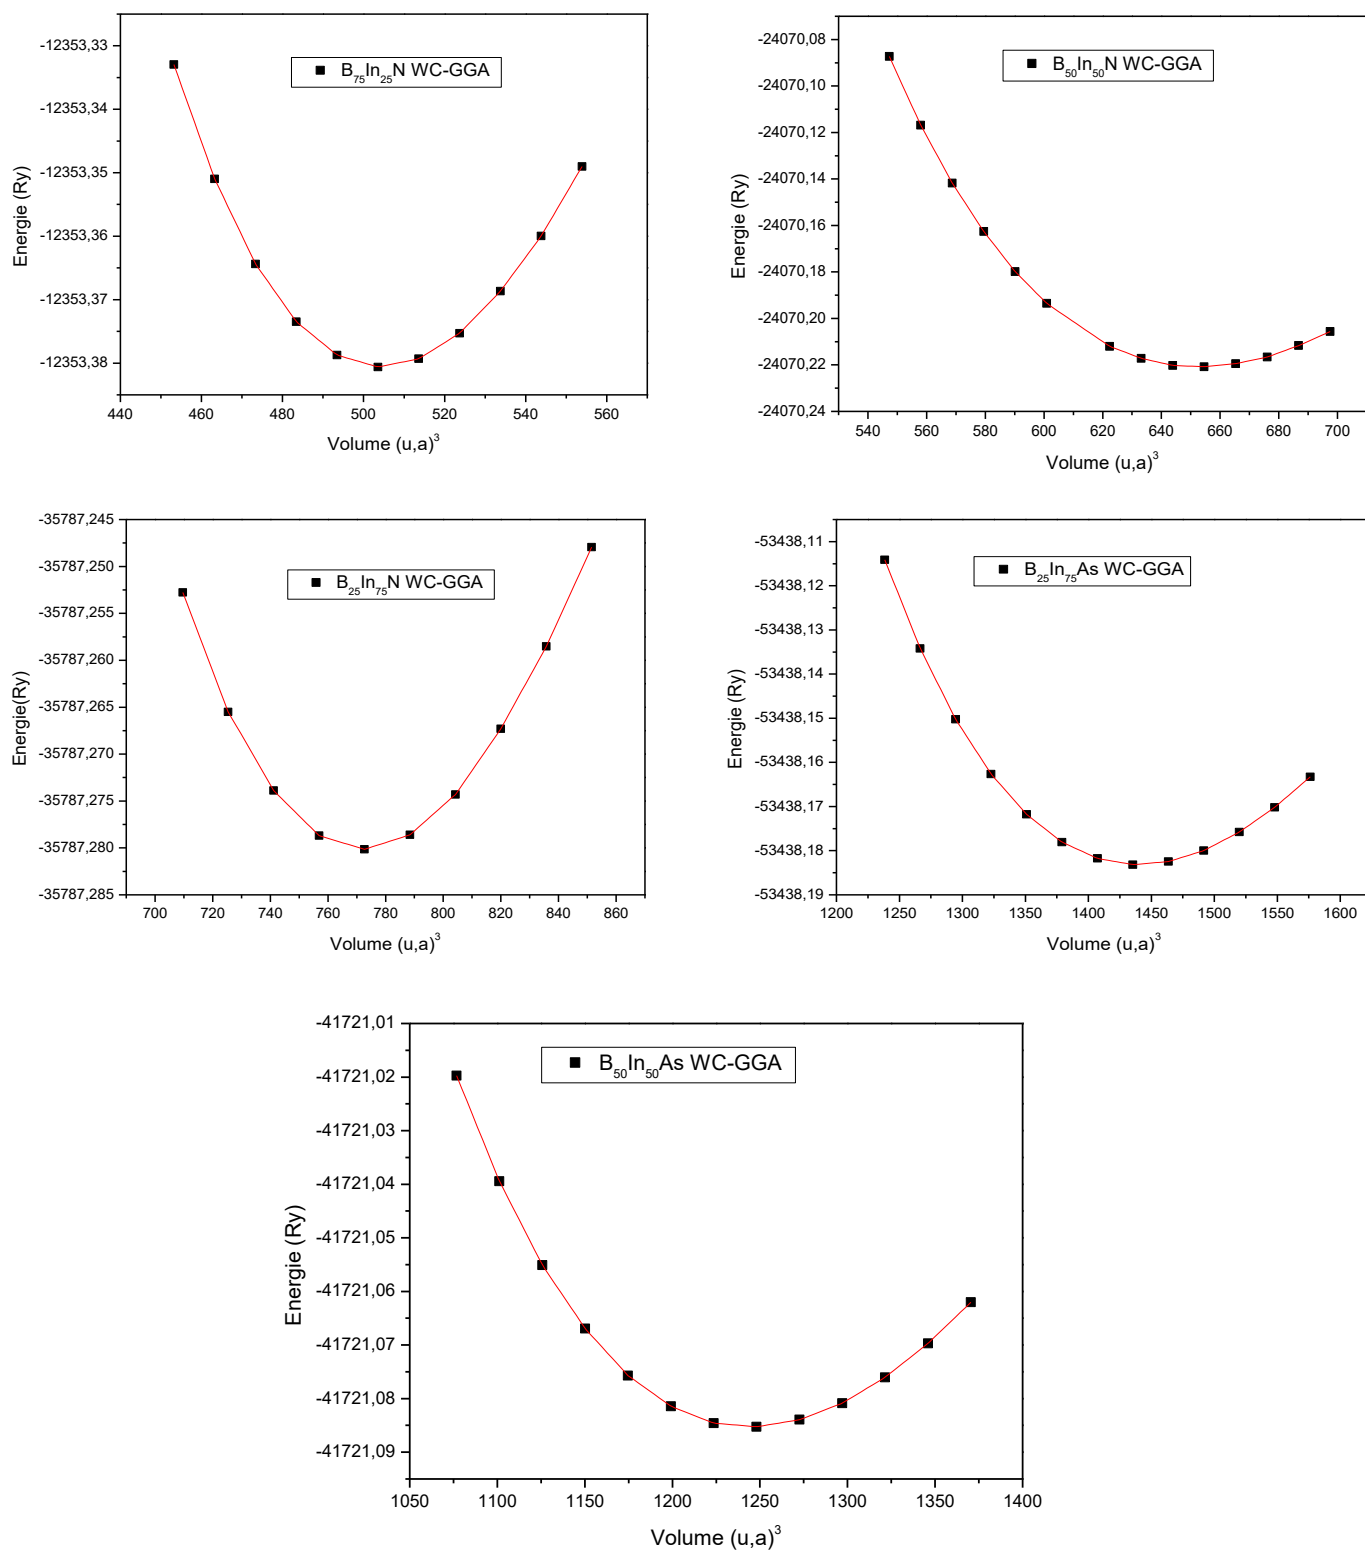 -12353,33
-12353,34
-12353,35
-12353,36
-12353,37
-12353,38
Energie (Ry)
B75In25N WC-GGA
440 460 480 500 520 540 560
Volume (u,a)^3
-24070,08
-24070,10
-24070,12
-24070,14
-24070,16
-24070,18
-24070,20
-24070,22
-24070,24
Energie (Ry)
B50In50N WC-GGA
540 560 580 600 620 640 660 680 700
Volume (u,a)^3
-35787,245
-35787,250
-35787,255
-35787,260
-35787,265
-35787,270
-35787,275
-35787,280
-35787,285
Energie(Ry)
B25In75N WC-GGA
700 720 740 760 780 800 820 840 860
Volume (u,a)^3
-53438,11
-53438,12
-53438,13
-53438,14
-53438,15
-53438,16
-53438,17
-53438,18
-53438,19
Energie (Ry)
B25In75As WC-GGA
1200 1250 1300 1350 1400 1450 1500 1550 1600
Volume (u,a)^3
-41721,01
-41721,02
-41721,03
-41721,04
-41721,05
-41721,06
-41721,07
-41721,08
-41721,09
Energie (Ry)
B50In50As WC-GGA
1050 1100 1150 1200 1250 1300 1350 1400
Volume (u,a)^3